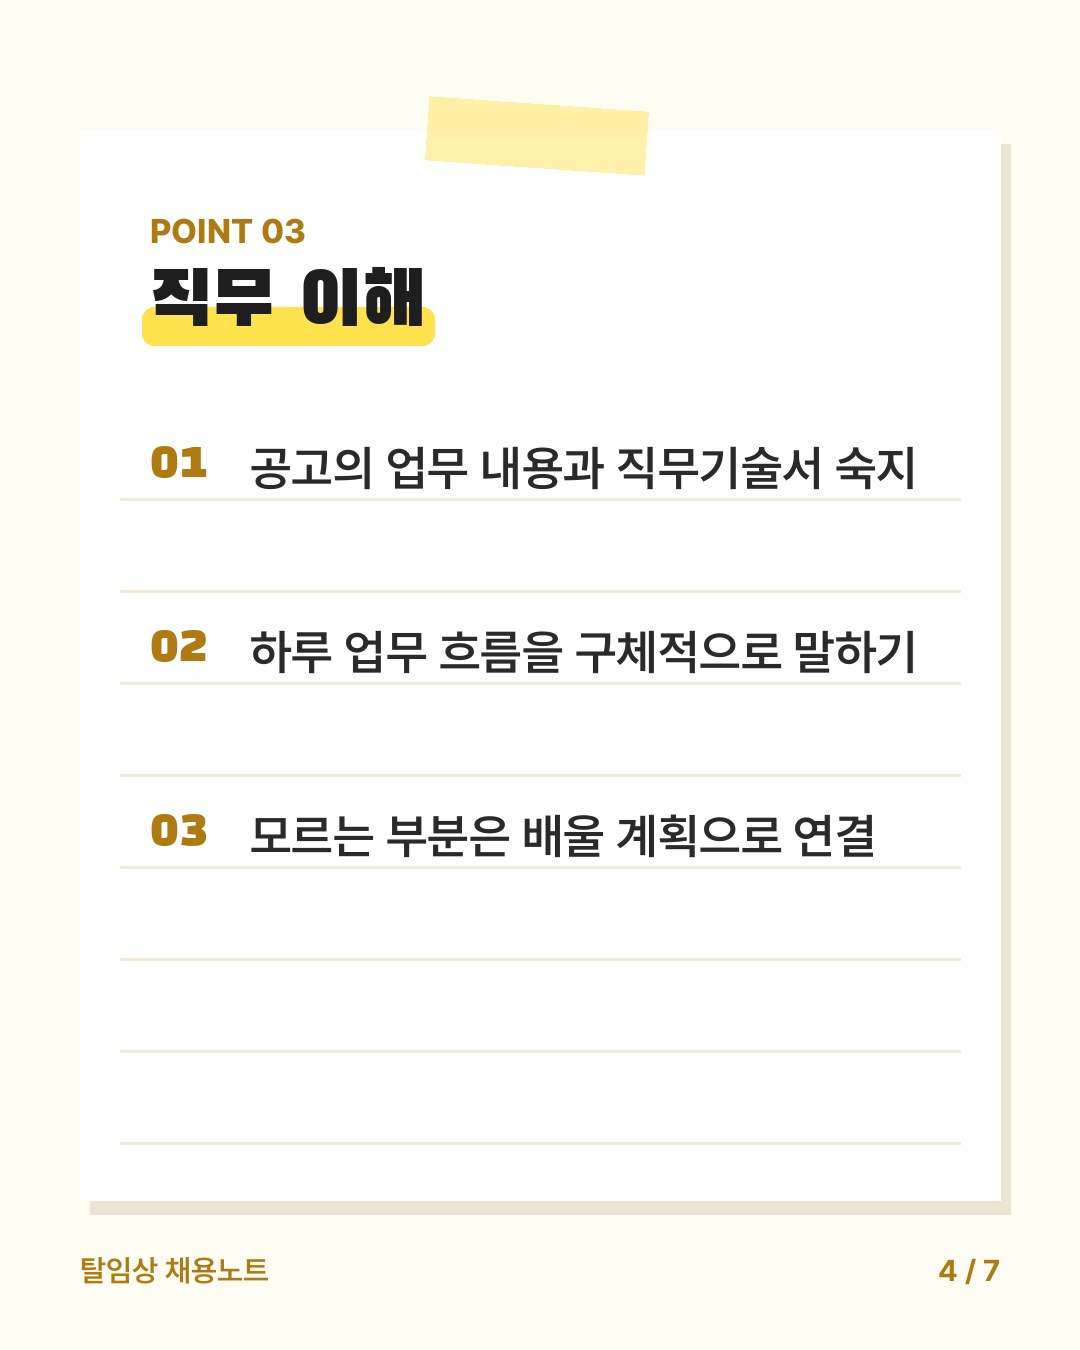 POINT 03
직무 이해
01 공고의 업무 내용과 직무기술서 숙지
02 하루 업무 흐름을 구체적으로 말하기
03 모르는 부분은 배울 계획으로 연결
탈임상 채용노트
4 / 7